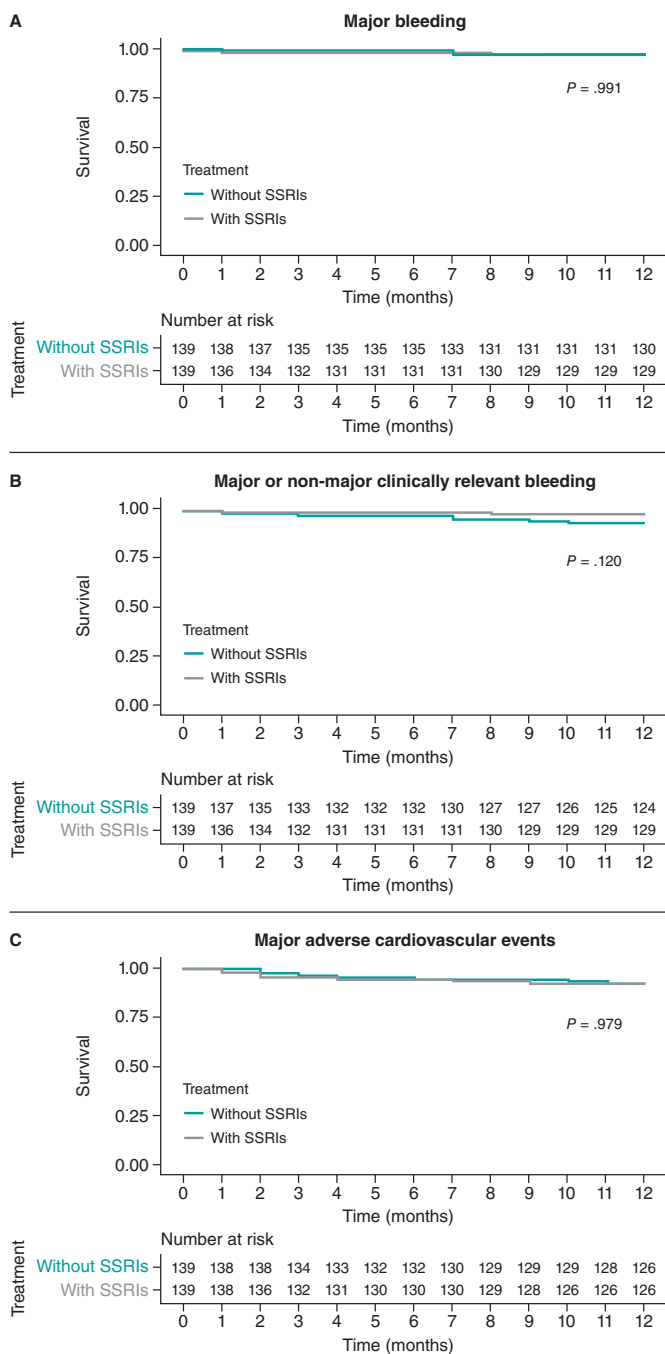 A
Major bleeding
1.00
0.75
0.50
0.25
0.00
Survival
P = .991
Treatment
Without SSRIs
With SSRIs
0 1 2 3 4 5 6 7 8 9 10 11 12
Time (months)
Number at risk
Treatment
Without SSRIs 139 138 137 135 135 135 135 133 131 131 131 131 130
With SSRIs 139 136 134 132 131 131 131 131 130 129 129 129 129
0 1 2 3 4 5 6 7 8 9 10 11 12
Time (months)
B
Major or non-major clinically relevant bleeding
1.00
0.75
0.50
0.25
0.00
Survival
P = .120
Treatment
Without SSRIs
With SSRIs
0 1 2 3 4 5 6 7 8 9 10 11 12
Time (months)
Number at risk
Treatment
Without SSRIs 139 137 135 133 132 132 132 130 127 127 126 125 124
With SSRIs 139 136 134 132 131 131 131 131 130 129 129 129 129
0 1 2 3 4 5 6 7 8 9 10 11 12
Time (months)
C
Major adverse cardiovascular events
1.00
0.75
0.50
0.25
0.00
Survival
P = .979
Treatment
Without SSRIs
With SSRIs
0 1 2 3 4 5 6 7 8 9 10 11 12
Time (months)
Number at risk
Treatment
Without SSRIs 139 138 138 134 133 132 132 130 129 129 129 128 126
With SSRIs 139 138 136 132 131 130 130 130 129 128 126 126 126
0 1 2 3 4 5 6 7 8 9 10 11 12
Time (months)